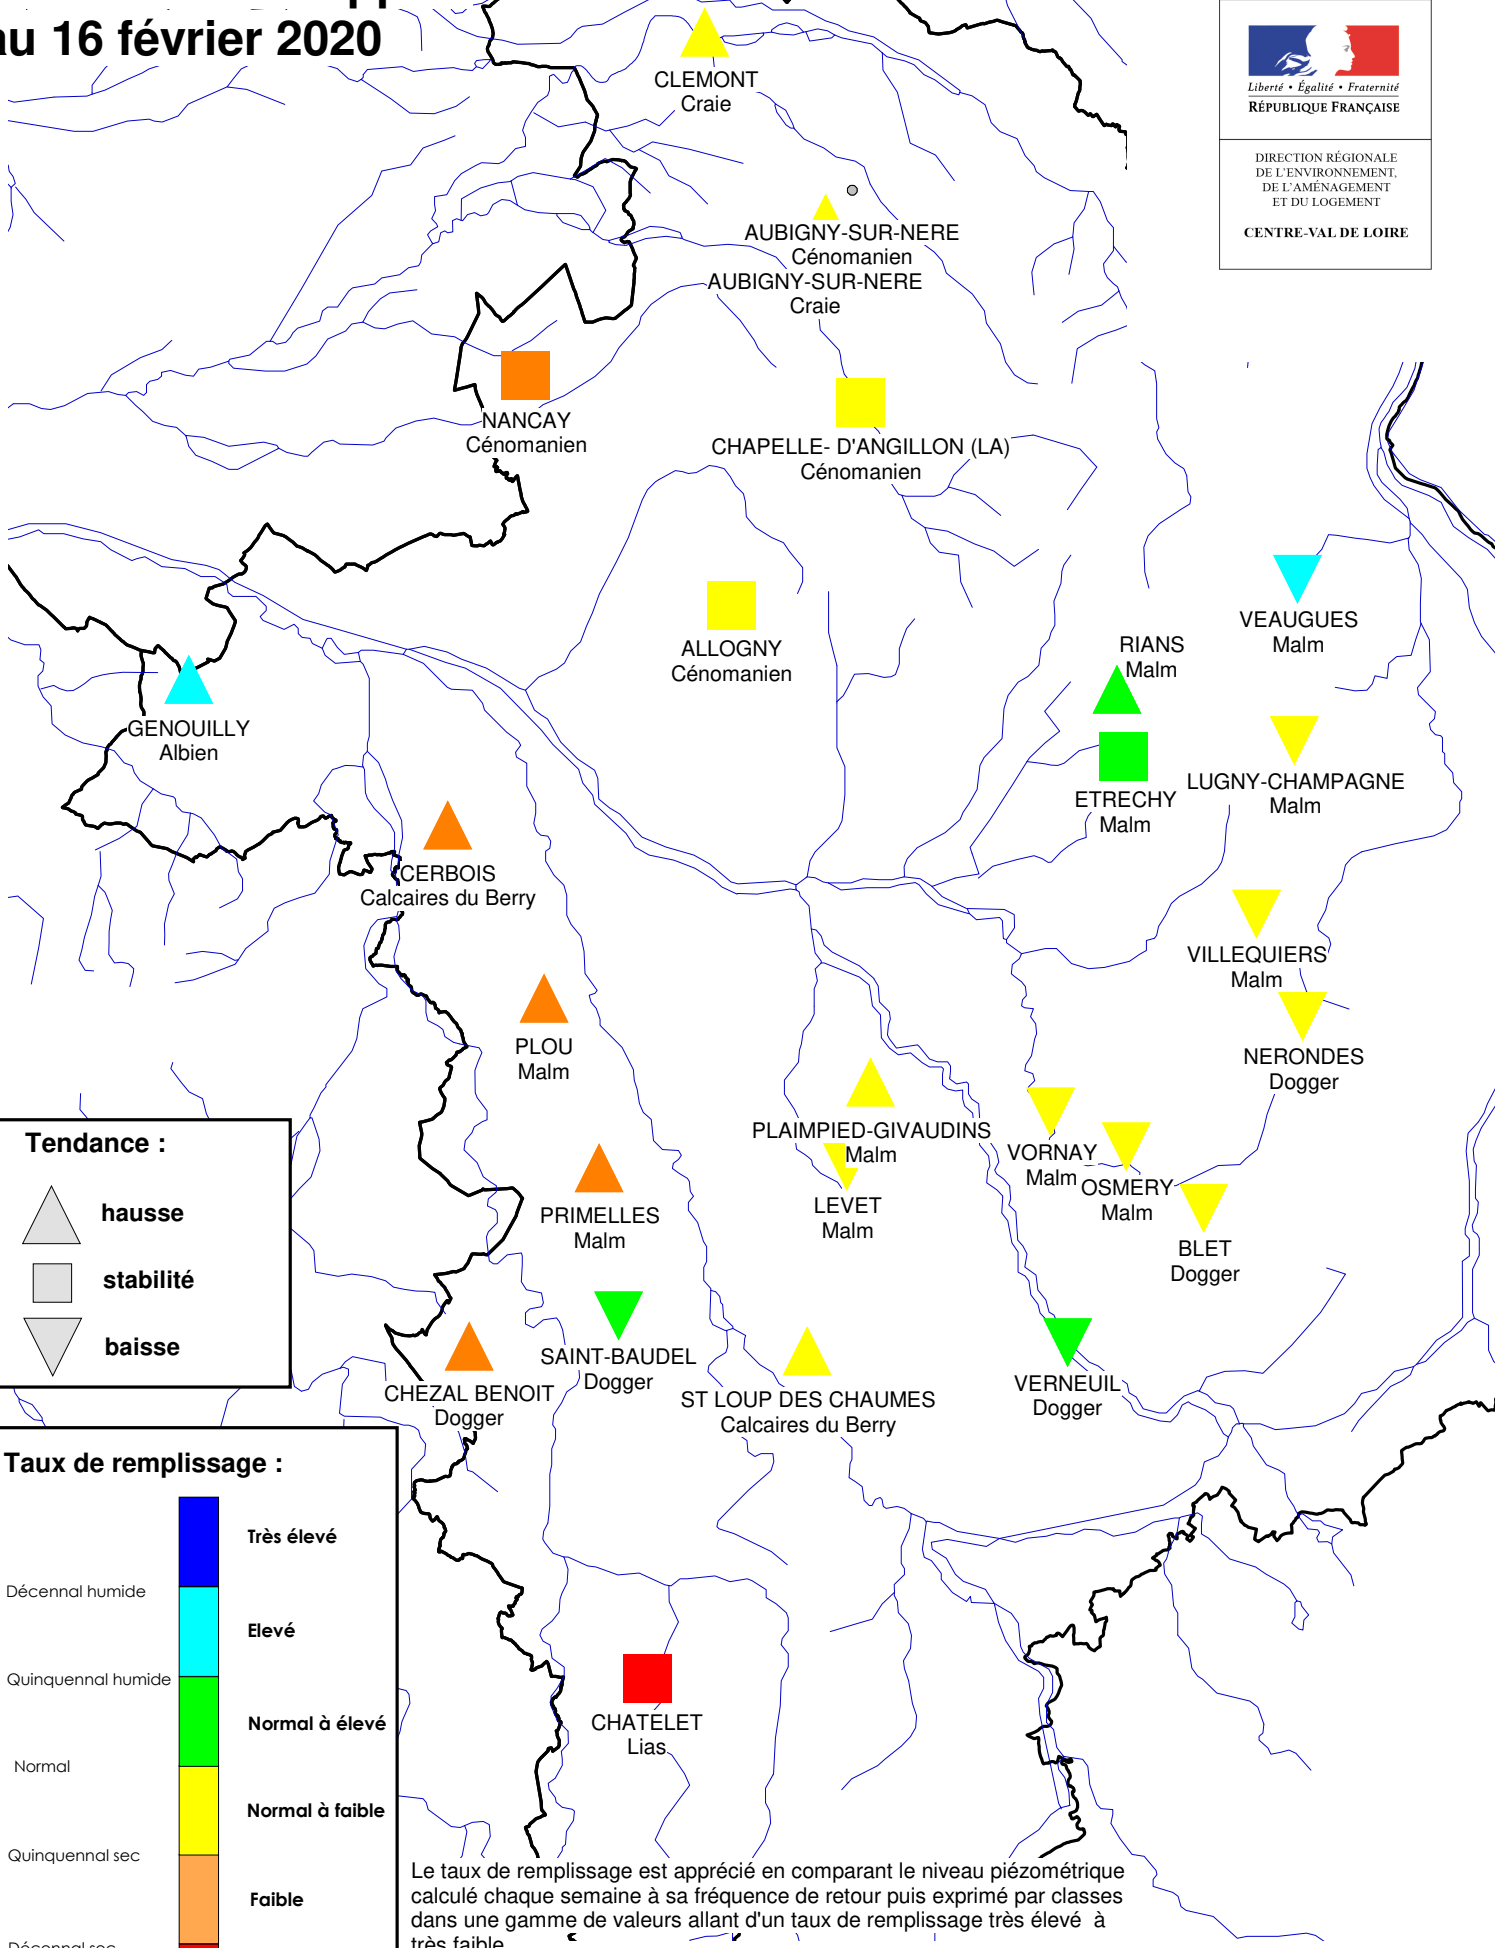 au 16 février 2020
Liberté • Égalité • Fraternité
RÉPUBLIQUE FRANÇAISE
DIRECTION RÉGIONALE
DE L'ENVIRONNEMENT,
DE L'AMÉNAGEMENT
ET DU LOGEMENT
CENTRE-VAL DE LOIRE
CLEMONT
Craie
AUBIGNY-SUR-NERE
Cénomanien
AUBIGNY-SUR-NERE
Craie
NANCAY
Cénomanien
CHAPELLE- D'ANGILLON (LA)
Cénomanien
ALLOGNY
Cénomanien
VEAUGUES
Malm
RIANS
Malm
GENOUILLY
Albien
ETRECHY
Malm
LUGNY-CHAMPAGNE
Malm
CERBOIS
Calcaires du Berry
VILLEQUIERS
Malm
NERONDES
Dogger
PLOU
Malm
PLAIMPIED-GIVAUDINS
Malm
VORNAY
Malm
OSMERY
Malm
LEVET
Malm
PRIMELLES
Malm
BLET
Dogger
SAINT-BAUDEL
Dogger
CHEZAL BENOIT
Dogger
ST LOUP DES CHAUMES
Calcaires du Berry
VERNEUIL
Dogger
CHATELET
Lias
Tendance :
hausse
stabilité
baisse
Taux de remplissage :
Très élevé
Décennal humide
Elevé
Quinquennal humide
Normal à élevé
Normal
Normal à faible
Quinquennal sec
Faible
Décennal sec
Le taux de remplissage est apprécié en comparant le niveau piézométrique
calculé chaque semaine à sa fréquence de retour puis exprimé par classes
dans une gamme de valeurs allant d'un taux de remplissage très élevé à
très faible